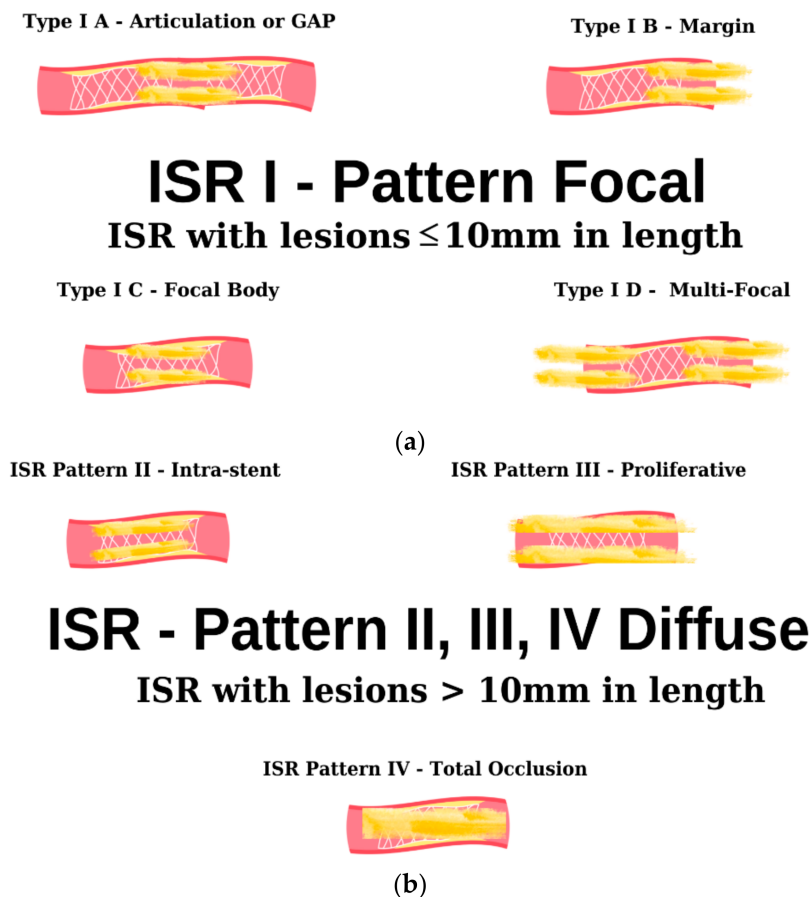 Type I A - Articulation or GAP
Type I B - Margin
ISR I - Pattern Focal
ISR with lesions ≤10mm in length
Type I C - Focal Body
Type I D - Multi-Focal
(a)
ISR Pattern II - Intra-stent
ISR Pattern III - Proliferative
ISR - Pattern II, III, IV Diffuse
ISR with lesions > 10mm in length
ISR Pattern IV - Total Occlusion
(b)